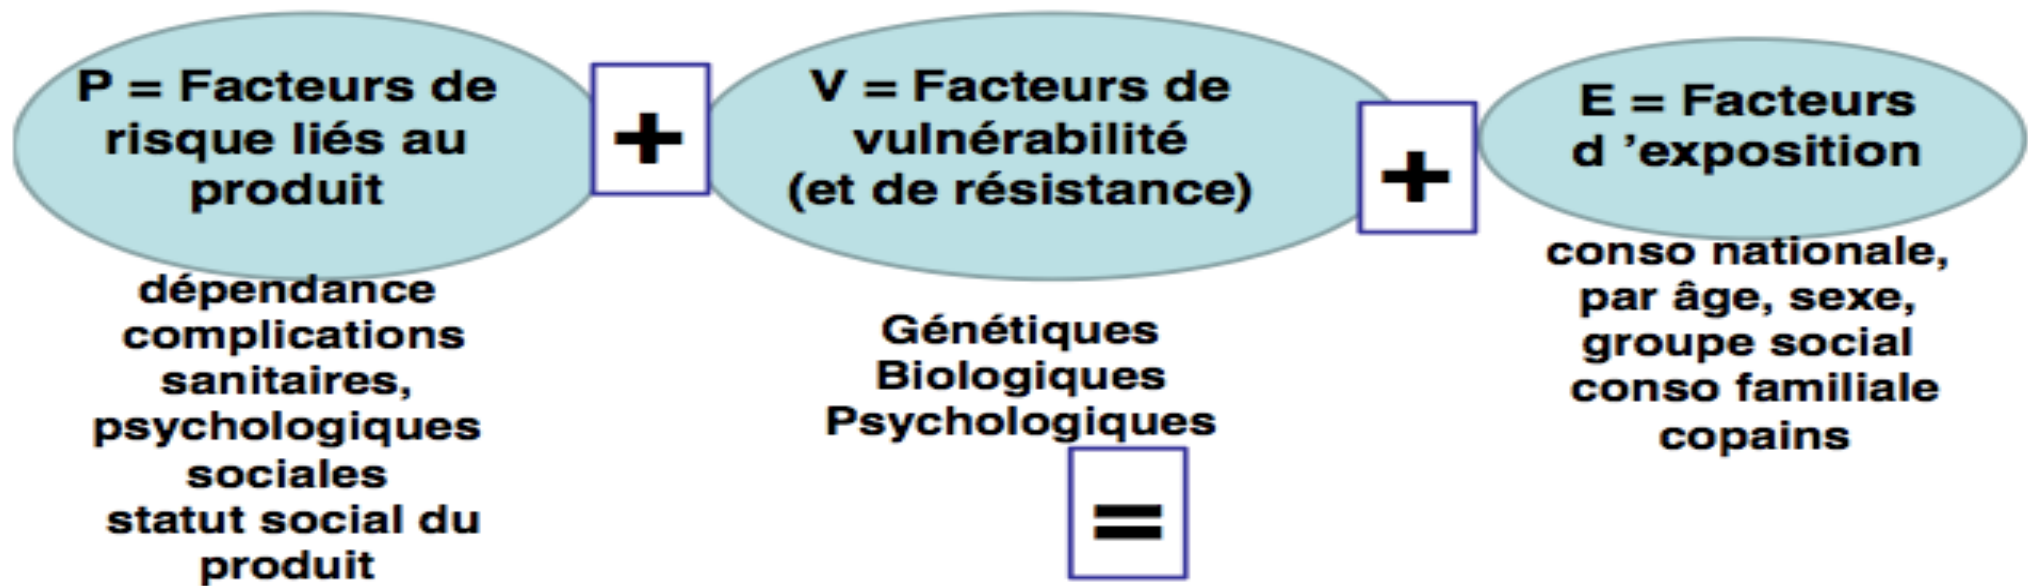 P = Facteurs de
risque liés au
produit
+
V = Facteurs de
vulnérabilité
(et de résistance)
+
E = Facteurs
d ’exposition
dépendance
complications
sanitaires,
psychologiques
sociales
statut social du
produit
Génétiques
Biologiques
Psychologiques
conso nationale,
par âge, sexe,
groupe social
conso familiale
copains
=